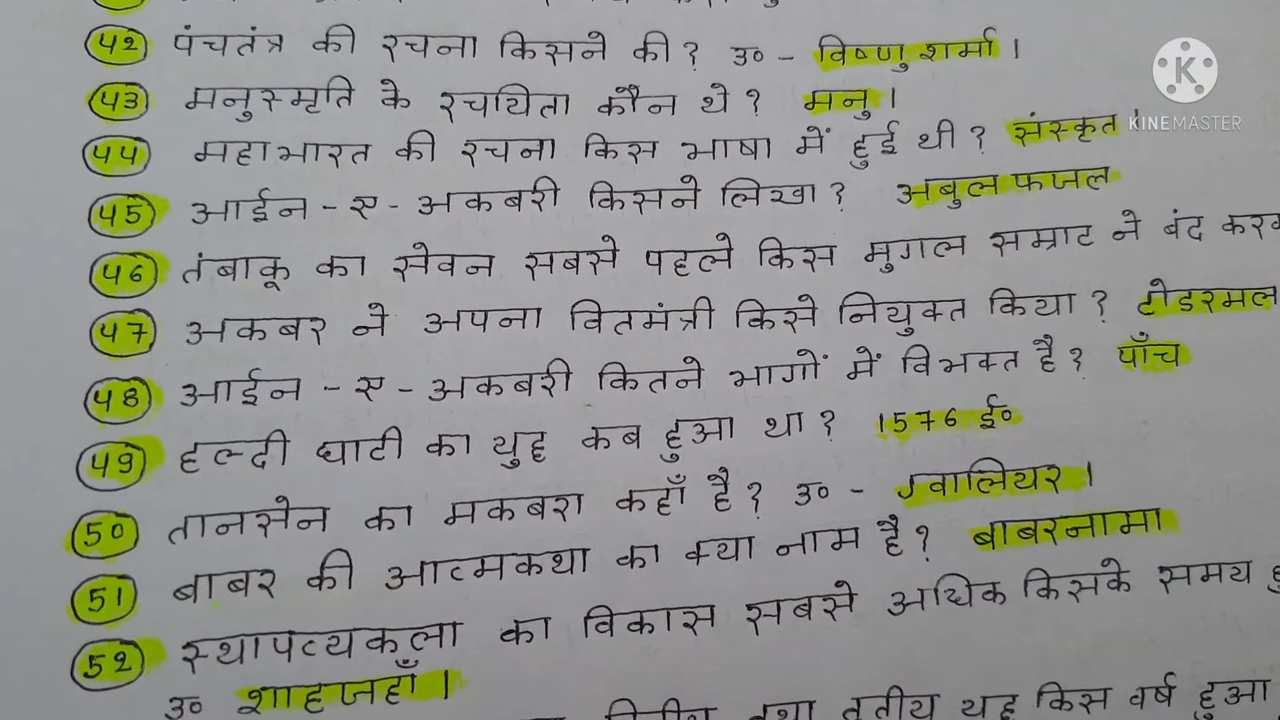 42 पंचतंत्र की रचना किसने की? उ० - विष्णु शर्मा।
K
KINEMASTER
43 मनुस्मृति के रचयिता कौन थे? मनु।
44 महाभारत की रचना किस भाषा में हुई थी? संस्कृत।
45 आईन-ए-अकबरी किसने लिखा? अबुल फजल
46 तंबाकू का सेवन सबसे पहले किस मुगल सम्राट ने बंद
47 अकबर ने अपना वितमंत्री किसे नियुक्त किया? टोडरमल
48 आईन-ए-अकबरी कितने भागों में विभक्त है? पाँच
49 हल्दी घाटी का युद्ध कब हुआ था? 1576 ई०
50 तानसेन का मकबरा कहाँ है? उ० - ग्वालियर।
51 बाबर की आत्मकथा का क्या नाम है? बाबरनामा
52 स्थापत्यकला का विकास सबसे अधिक किसके समय
उ० शाहजहाँ।
तथा तृतीय युद्ध किस वर्ष हुआ